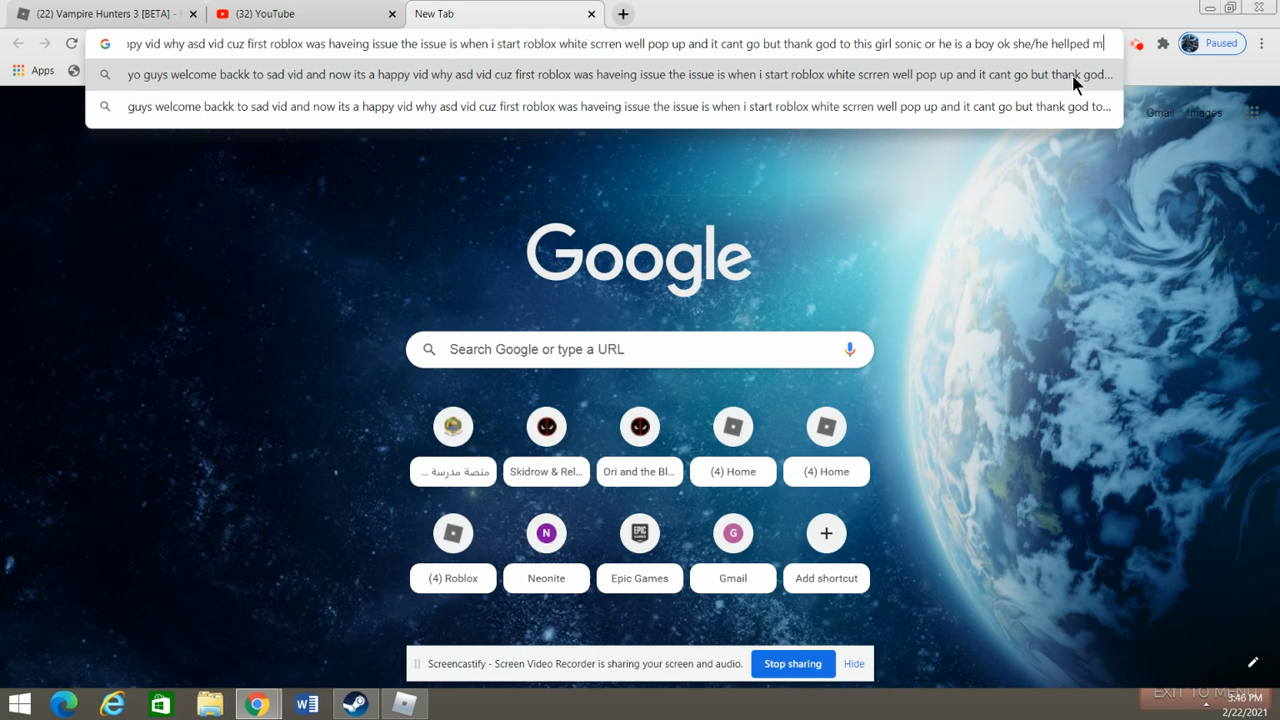 (22) Vampire Hunters 3 [BETA] -
(32) YouTube
New Tab
ppy vid why asd vid cuz first roblox was haveing issue the issue is when i start roblox white scrren well pop up and it cant go but thank god to this girl sonic or he is a boy ok she/he hellped m
Paused
Apps
yo guys welcome backk to sad vid and now its a happy vid why asd vid cuz first roblox was haveing issue the issue is when i start roblox white scrren well pop up and it cant go but thank god...
guys welcome backk to sad vid and now its a happy vid why asd vid cuz first roblox was haveing issue the issue is when i start roblox white scrren well pop up and it cant go but thank god to...
Gmail Images
Google
Search Google or type a URL
منصة مدرسة ...
Skidrow & Rel...
Ori and the Bl...
(4) Home
(4) Home
N
G
(4) Roblox
Neonite
Epic Games
Gmail
Add shortcut
Screencastify - Screen Video Recorder is sharing your screen and audio.
Stop sharing
Hide
EXIT TO MENU
3:46 PM
2/22/2021